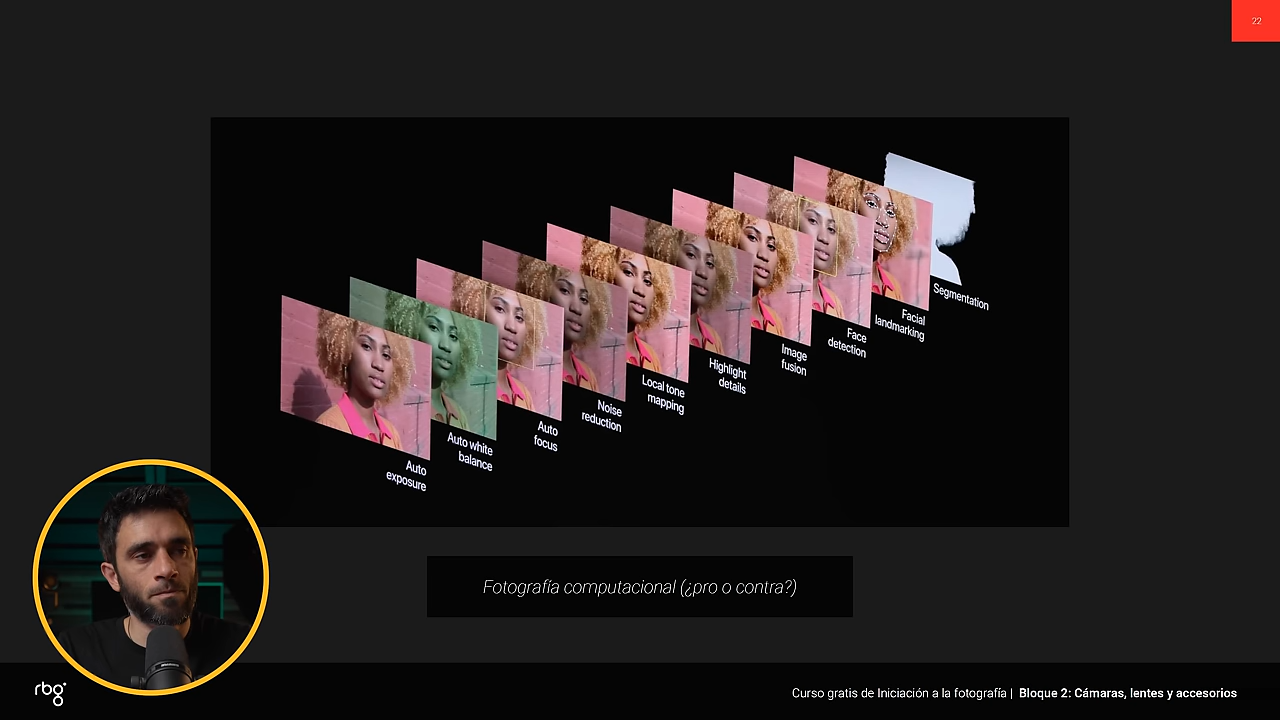 22
Segmentation
Facial
landmarking
Face
detection
Image
fusion
Highlight
details
Local tone
mapping
Noise
reduction
Auto
focus
Auto white
balance
Auto
exposure
Fotografía computacional (¿pro o contra?)
rbg
Curso gratis de Iniciación a la fotografía | Bloque 2: Cámaras, lentes y accesorios